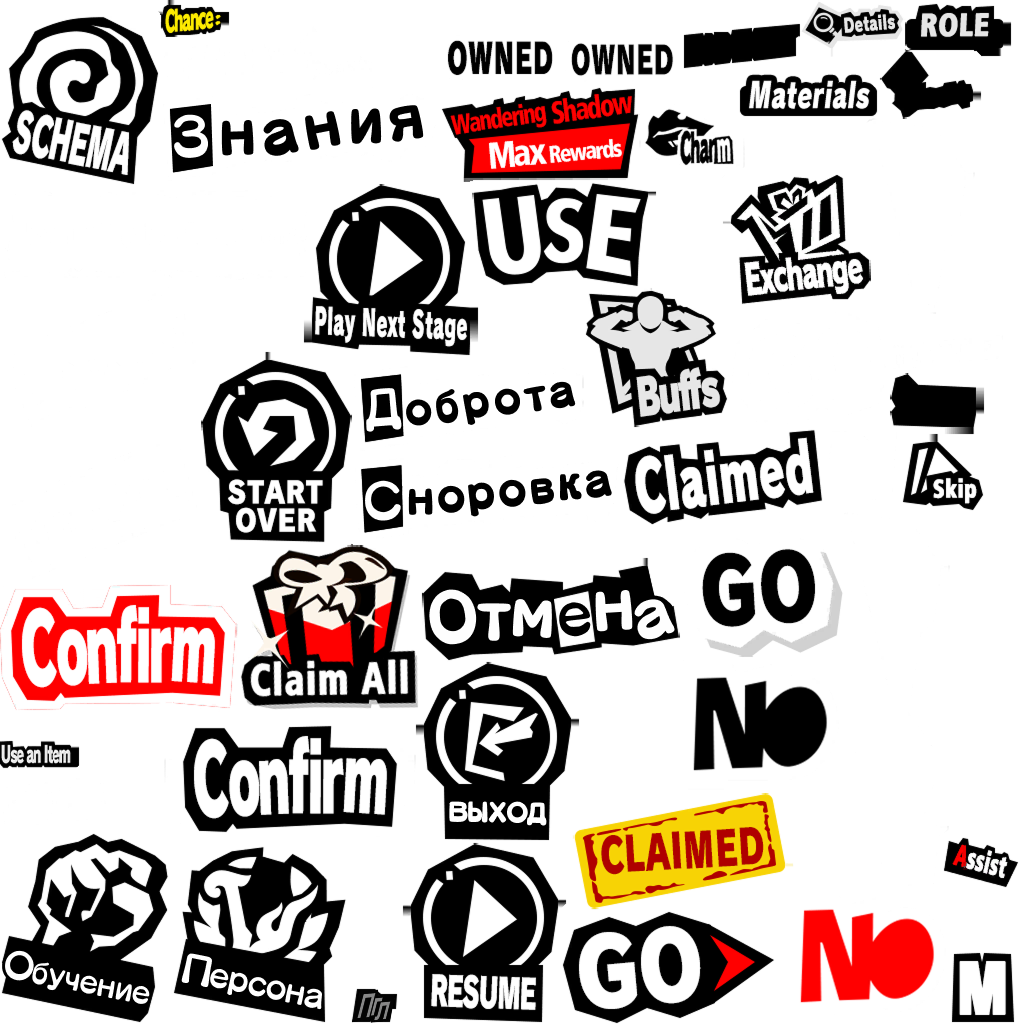 Chance:
Details
ROLE
OWNED
OWNED
Materials
SCHEMA
Знания
Wandering Shadow
Max Rewards
Charm
USE
Exchange
Play Next Stage
Buffs
Доброта
START
OVER
Сноровка
Claimed
Skip
Confirm
Claim All
Отмена
GO
NO
Use an Item
Confirm
ВЫХОД
CLAIMED
Assist
Обучение
Персона
ПГЛ
RESUME
GO
NO
M